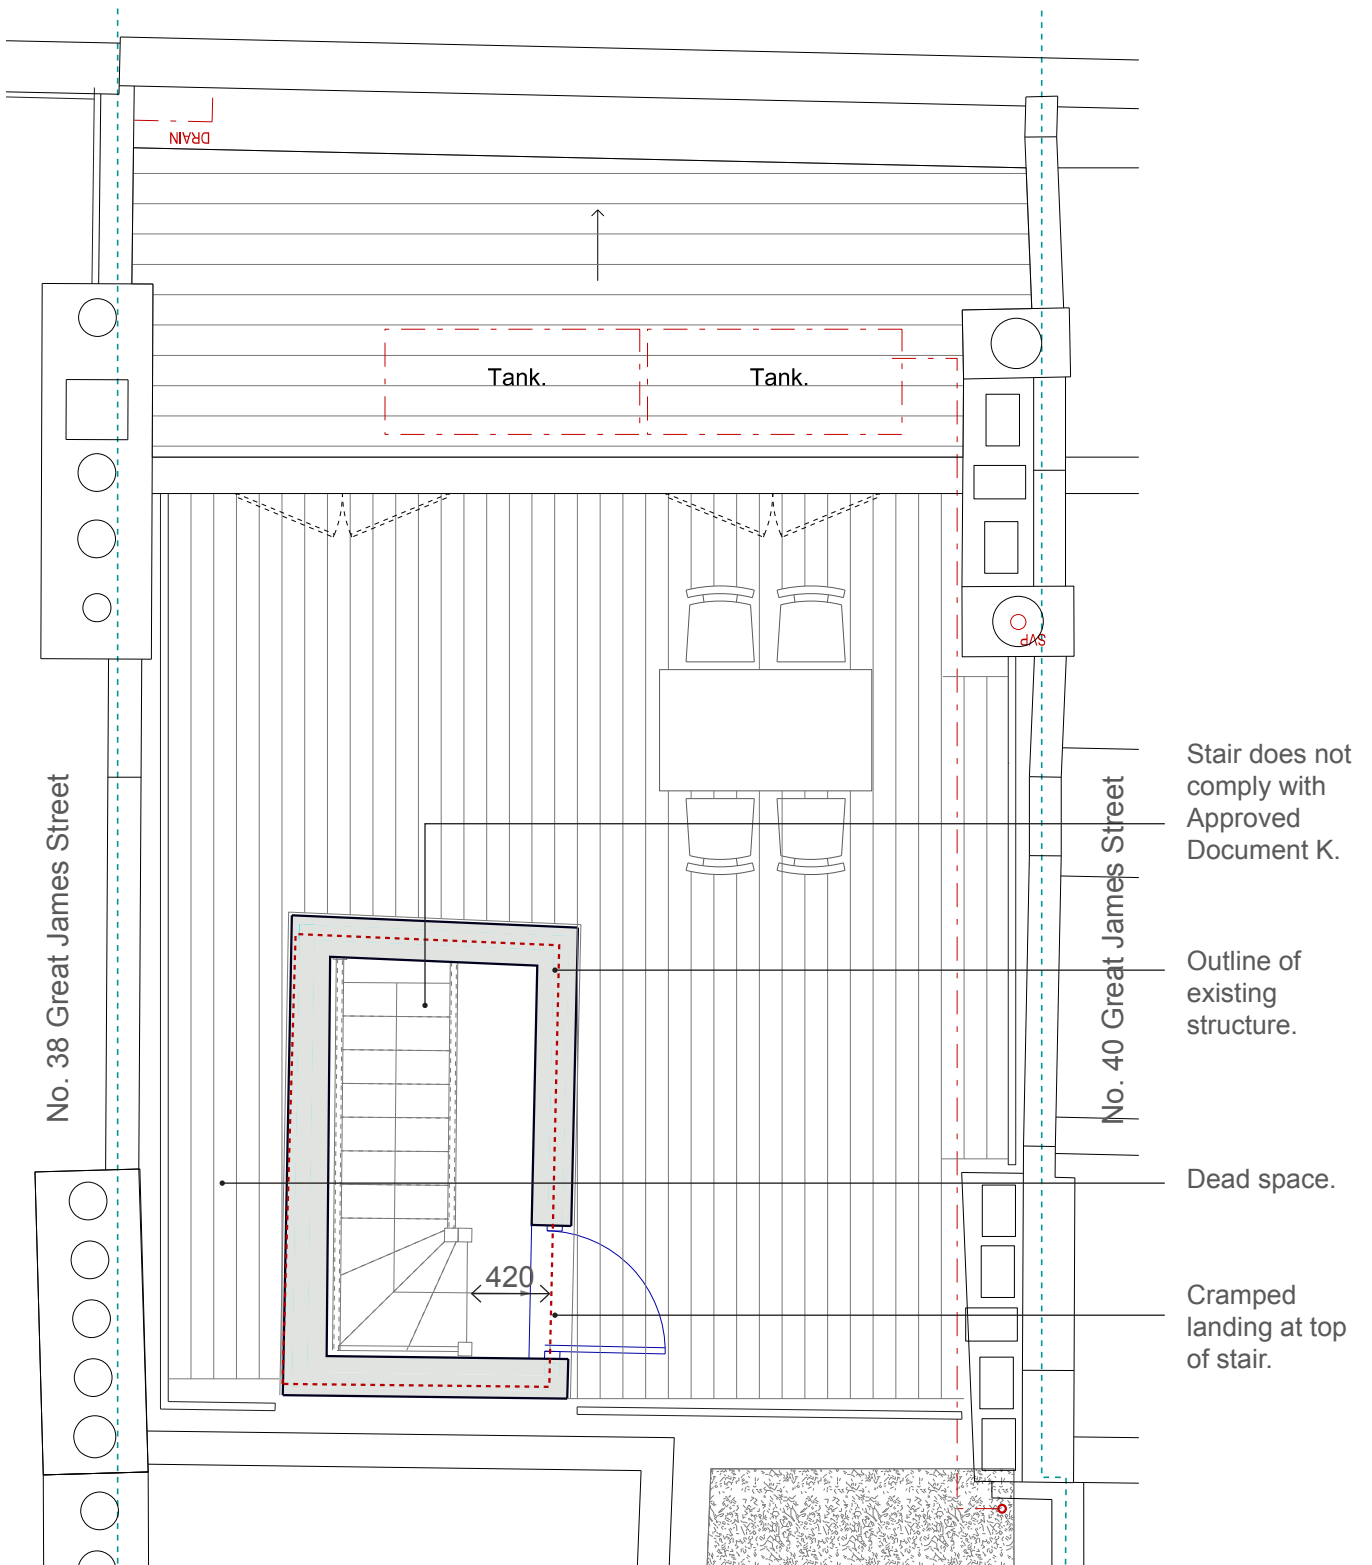 DRAIN
Tank.
Tank.
SVP
No. 38 Great James Street
No. 40 Great James Street
Stair does not
comply with
Approved
Document K.
Outline of
existing
structure.
Dead space.
420
Cramped
landing at top
of stair.